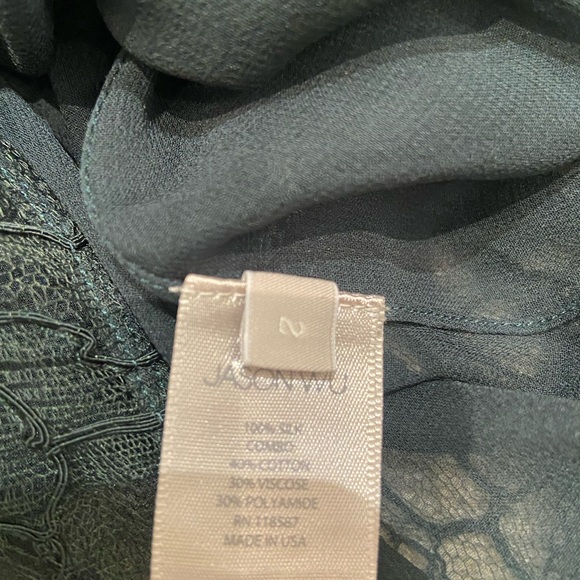 2
JASON WU
100% SILK
COMBO
40% COTTON
30% VISCOSE
30% POLYAMIDE
RN 118587
MADE IN USA